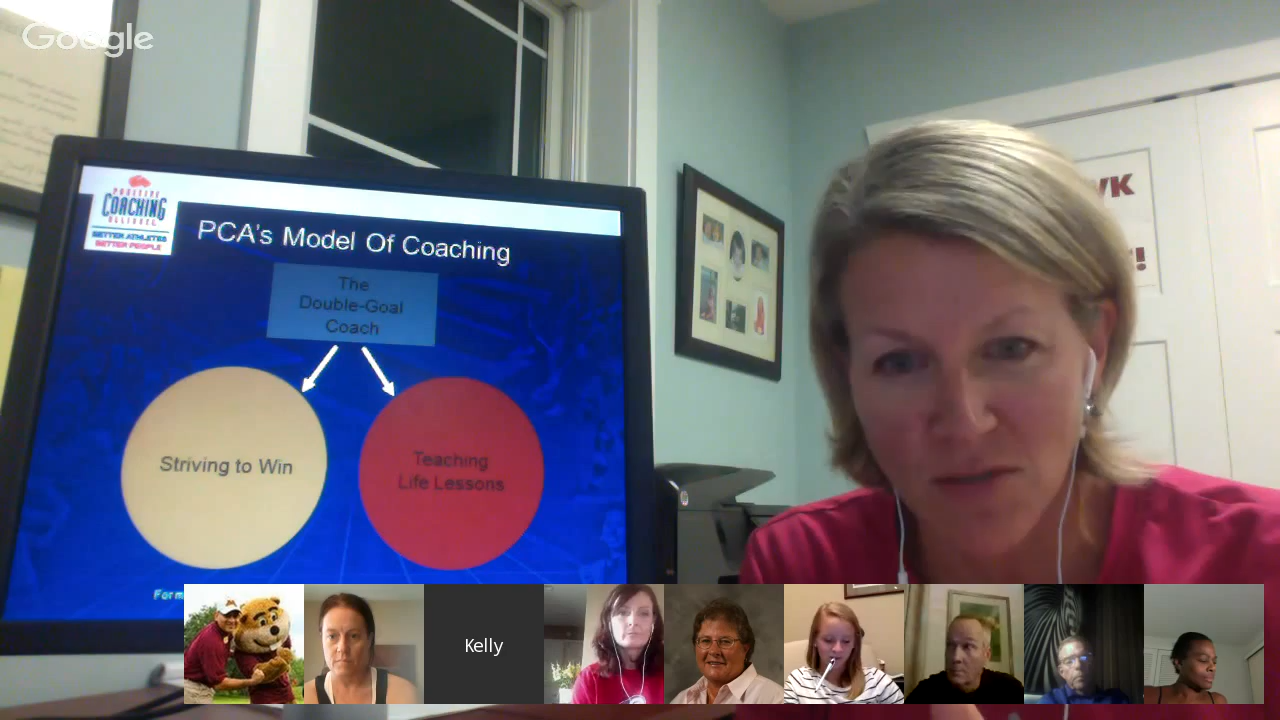 Google
POSITIVE
COACHING
ALLIANCE
BETTER ATHLETES
BETTER PEOPLE
PCA's Model Of Coaching
The
Double-Goal
Coach
Striving to Win
Teaching
Life Lessons
Kelly